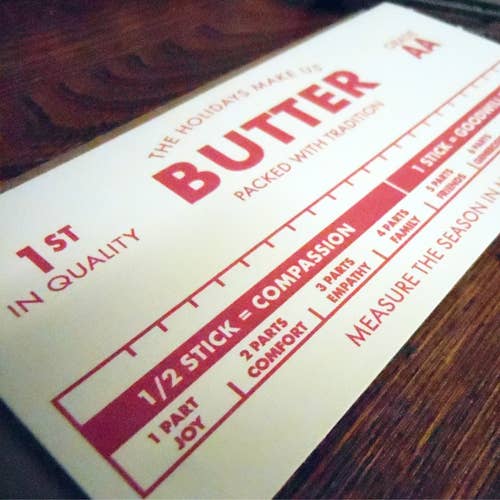 THE HOLIDAYS MAKE US
BUTTER
PACKED WITH TRADITION
GRADE
AA
1ST
IN QUALITY
1/2 STICK = COMPASSION
1 STICK =
1 PART
JOY
2 PARTS
COMFORT
3 PARTS
EMPATHY
4 PARTS
FAMILY
5 PARTS
FRIENDS
6 PARTS
MEASURE THE SEASON IN